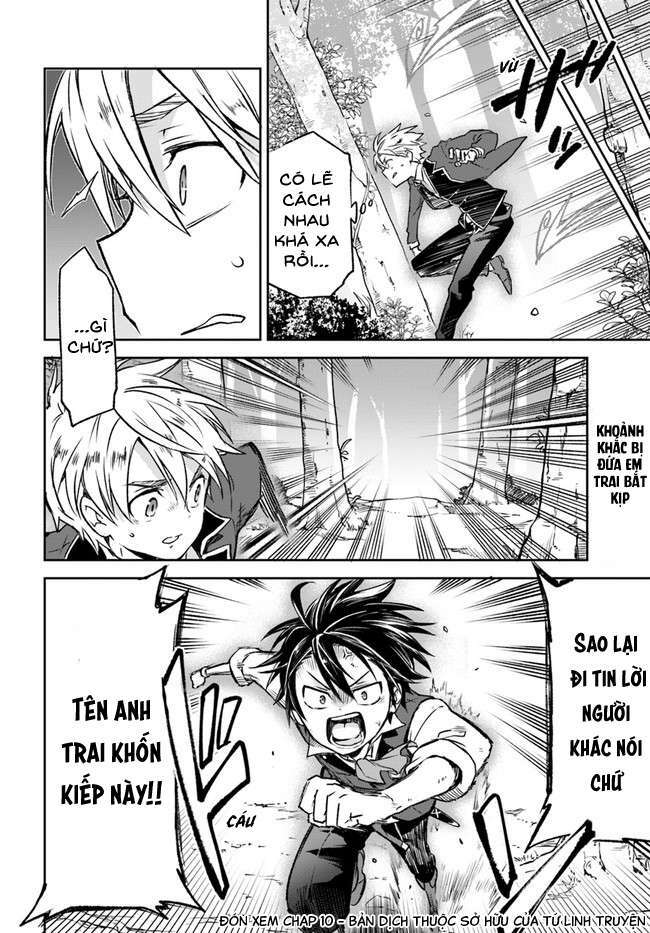 VÙ
CÓ LẼ
CÁCH
NHAU
KHÁ XA
RỒI...
...GÌ
CHỨ?
KHOẢNH
KHẮC BỊ
ĐỨA EM
TRAI BẮT
KỊP
SAO LẠI
ĐI TIN LỜI
NGƯỜI
KHÁC NÓI
CHỨ
TÊN ANH
TRAI KHỐN
KIẾP NÀY!!
CÁU
ĐÓN XEM CHAP 10 - BẢN DỊCH THUỘC SỞ HỮU CỦA TỬ LINH TRUYỆN